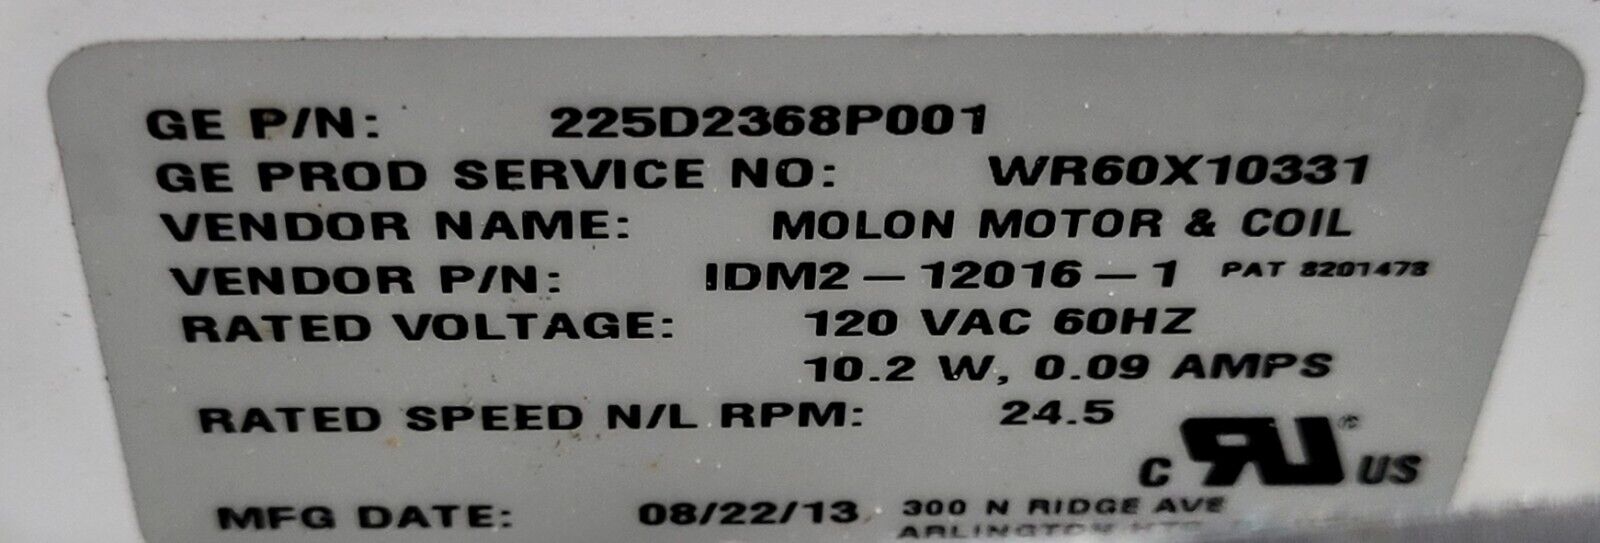 GE P/N: 225D2368P001
GE PROD SERVICE NO: WR60X10331
VENDOR NAME: MOLON MOTOR & COIL
VENDOR P/N: IDM2-12016-1 PAT 8201478
RATED VOLTAGE: 120 VAC 60HZ
10.2 W, 0.09 AMPS
RATED SPEED N/L RPM: 24.5
C RU ® US
MFG DATE: 08/22/13 300 N RIDGE AVE
ARLINGTON